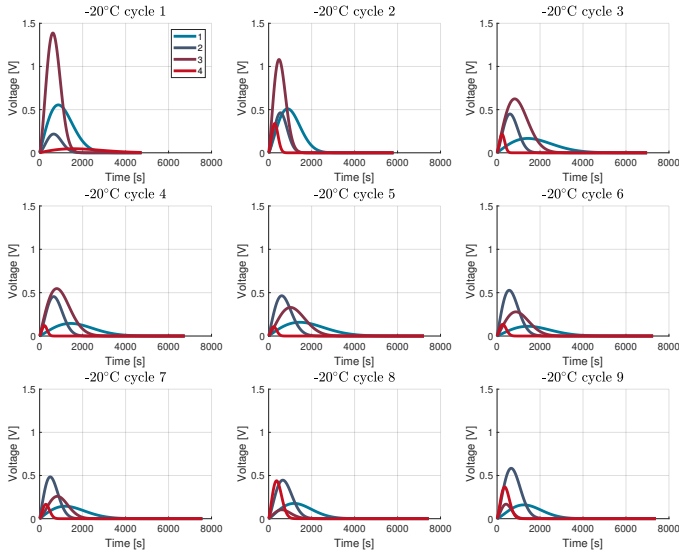 -20°C cycle 1
-20°C cycle 2
-20°C cycle 3
1.5
1
0.5
0
Voltage [V]
1
2
3
4
0 2000 4000 6000 8000
Time [s]
1.5
1
0.5
0
Voltage [V]
0 2000 4000 6000 8000
Time [s]
1.5
1
0.5
0
Voltage [V]
0 2000 4000 6000 8000
Time [s]
-20°C cycle 4
-20°C cycle 5
-20°C cycle 6
1.5
1
0.5
0
Voltage [V]
0 2000 4000 6000 8000
Time [s]
1.5
1
0.5
0
Voltage [V]
0 2000 4000 6000 8000
Time [s]
1.5
1
0.5
0
Voltage [V]
0 2000 4000 6000 8000
Time [s]
-20°C cycle 7
-20°C cycle 8
-20°C cycle 9
1.5
1
0.5
0
Voltage [V]
0 2000 4000 6000 8000
Time [s]
1.5
1
0.5
0
Voltage [V]
0 2000 4000 6000 8000
Time [s]
1.5
1
0.5
0
Voltage [V]
0 2000 4000 6000 8000
Time [s]